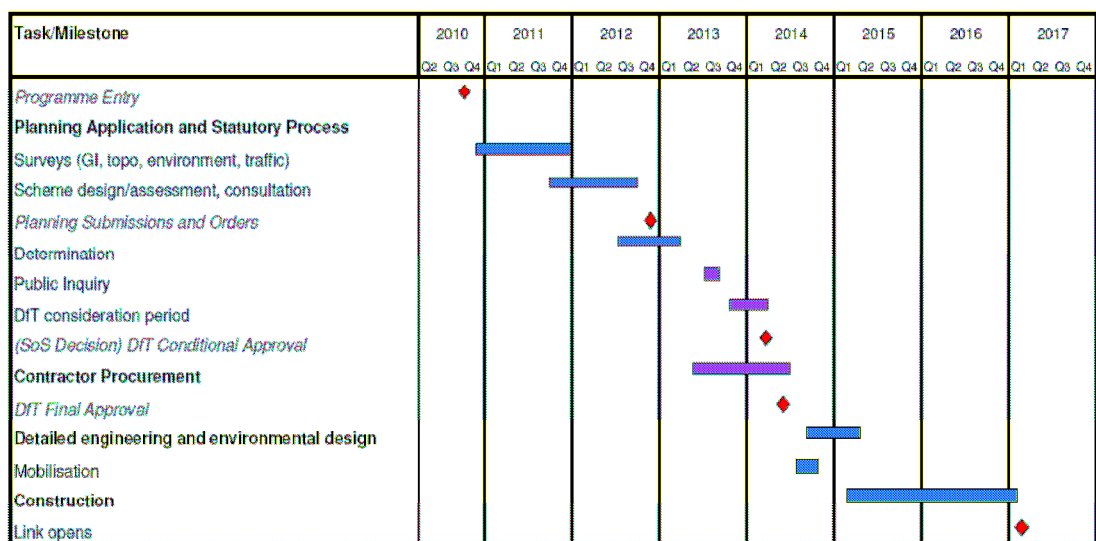 Task/Milestone 2010 2011 2012 2013 2014 2015 2016 2017
Q2 Q3 Q4 Q1 Q2 Q3 Q4 Q1 Q2 Q3 Q4 Q1 Q2 Q3 Q4 Q1 Q2 Q3 Q4 Q1 Q2 Q3 Q4 Q1 Q2 Q3 Q4 Q1 Q2 Q3 Q4
Programme Entry
Planning Application and Statutory Process
Surveys (GI, topo, environment, traffic)
Scheme design/assessment, consultation
Planning Submissions and Orders
Determination
Public Inquiry
DfT consideration period
(SoS Decision) DfT Conditional Approval
Contractor Procurement
DfT Final Approval
Detailed engineering and environmental design
Mobilisation
Construction
Link opens